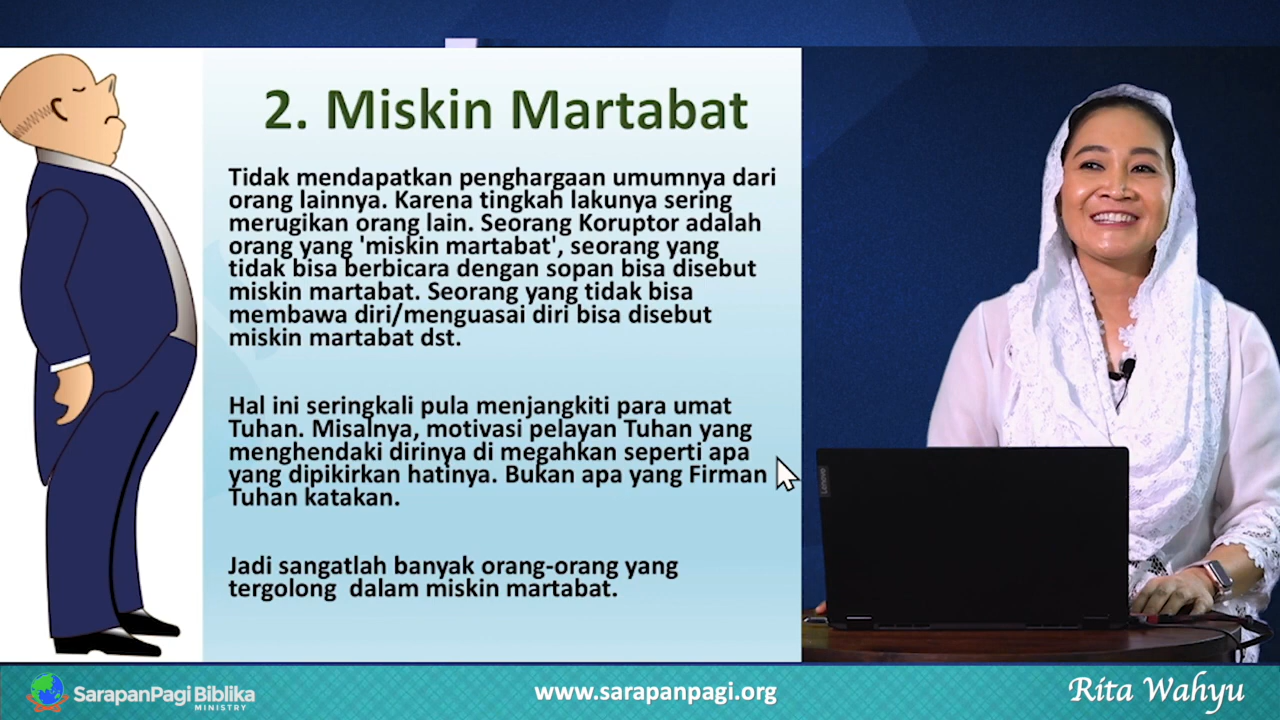 2. Miskin Martabat
Tidak mendapatkan penghargaan umumnya dari
orang lainnya. Karena tingkah lakunya sering
merugikan orang lain. Seorang Koruptor adalah
orang yang 'miskin martabat', seorang yang
tidak bisa berbicara dengan sopan bisa disebut
miskin martabat. Seorang yang tidak bisa
membawa diri/menguasai diri bisa disebut
miskin martabat dst.
Hal ini seringkali pula menjangkiti para umat
Tuhan. Misalnya, motivasi pelayan Tuhan yang
menghendaki dirinya di megahkan seperti apa
yang dipikirkan hatinya. Bukan apa yang Firman
Tuhan katakan.
Jadi sangatlah banyak orang-orang yang
tergolong  dalam miskin martabat.
Lenovo
SarapanPagi Biblika
MINISTRY
www.sarapanpagi.org
Rita Wahyu